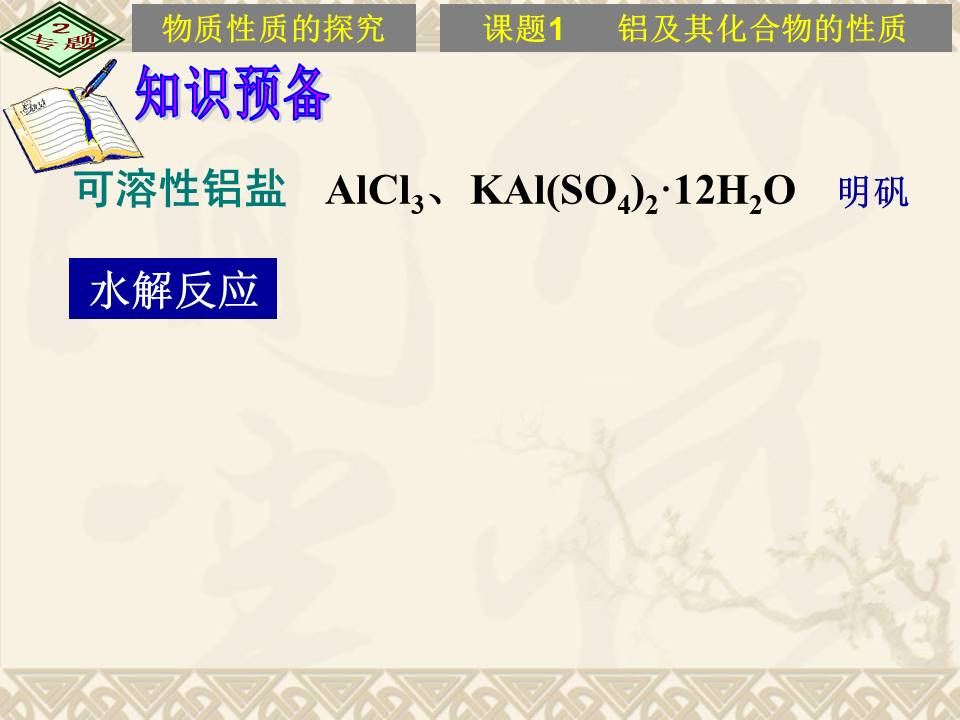 2
专题
物质性质的探究
课题1 铝及其化合物的性质
知识预备
可溶性铝盐 AlCl₃、KAl(SO₄)₂·12H₂O 明矾
水解反应